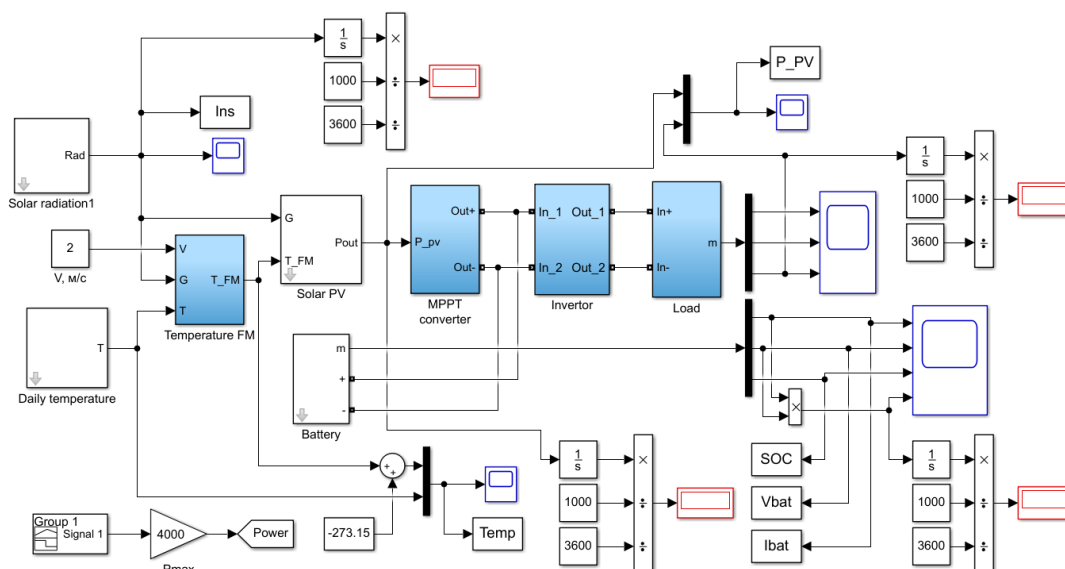 1
s
×
1000
÷
3600
÷
P_PV
Ins
Rad
Solar radiation1
1
s
×
1000
÷
3600
÷
G
Pout
T_FM
Solar PV
Out+
P_pv
Out-
MPPT
converter
In_1
Out_1
In_2
Out_2
Invertor
In+
m
In-
Load
2
V, м/с
V
G
T_FM
T
Temperature FM
T
Daily temperature
m
+
-
Battery
×
+
+
-273.15
Temp
1
s
×
1000
÷
3600
÷
SOC
Vbat
Ibat
1
s
×
1000
÷
3600
÷
Group 1
Signal 1
4000
Power
Pmax